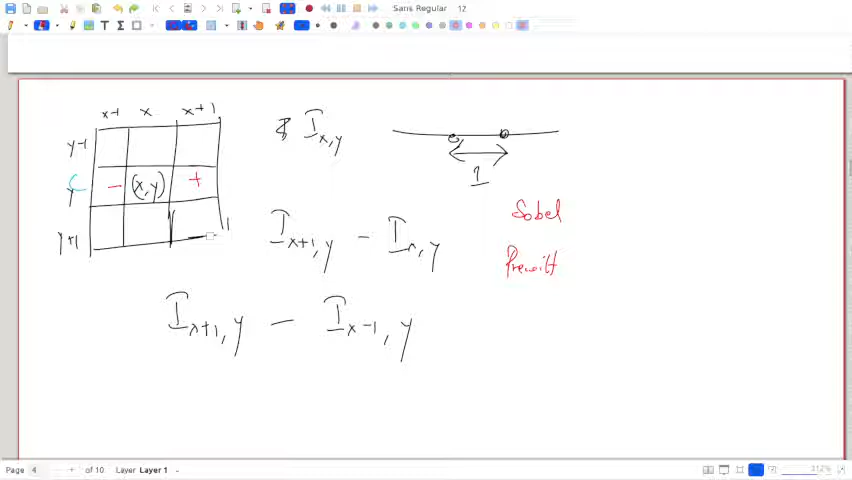 Sans Regular 12
x-1 x x+1
y-1
I x,y
y - (x,y) +
1
Sobel
y+1
I x+1,y - I x,y
Prewitt
I x+1,y - I x-1,y
Page 4 of 10 Layer Layer 1 312%